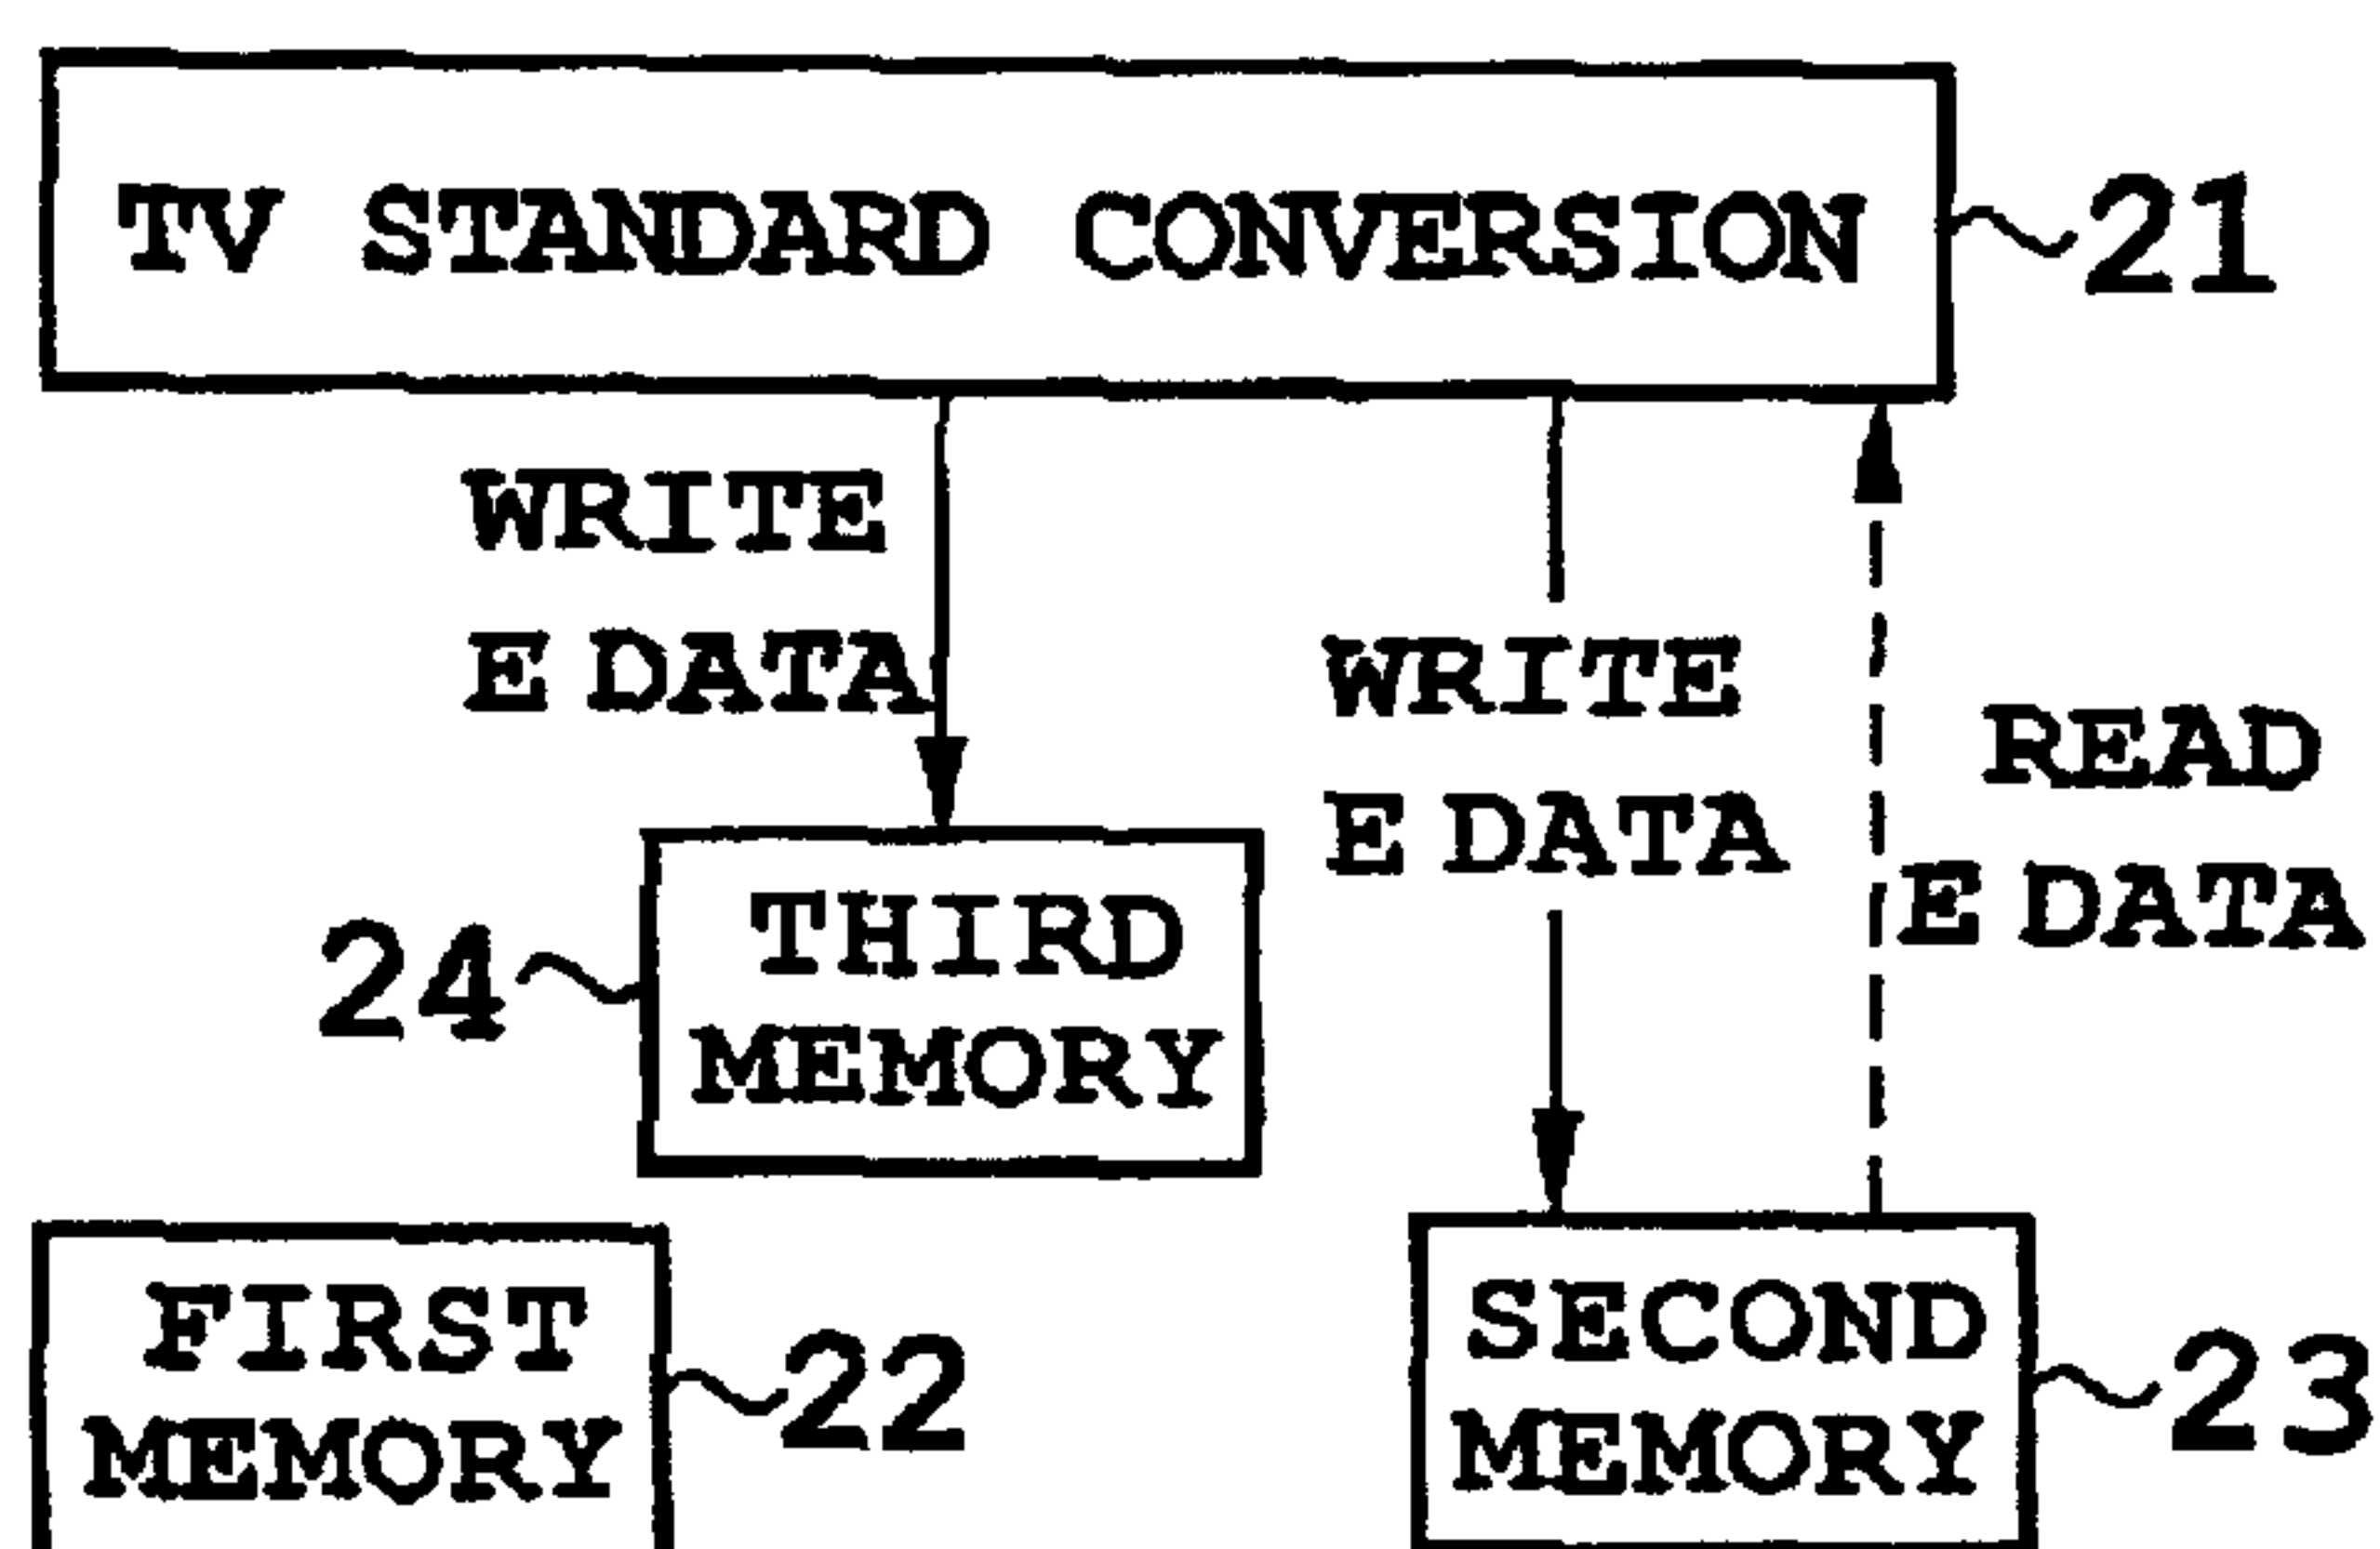 TV STANDARD CONVERSION
21
WRITE
E DATA
WRITE
E DATA
READ
E DATA
24
THIRD
MEMORY
FIRST
MEMORY
22
SECOND
MEMORY
23